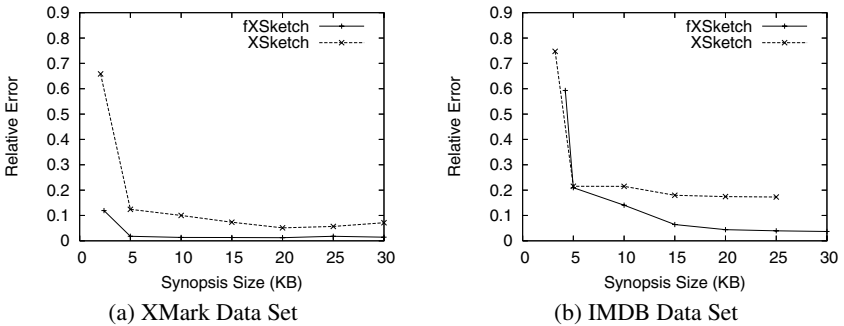 0.9
0.8
0.7
0.6
0.5
0.4
0.3
0.2
0.1
0
Relative Error
fXSketch
XSketch
0 5 10 15 20 25 30
Synopsis Size (KB)
(a) XMark Data Set
0.9
0.8
0.7
0.6
0.5
0.4
0.3
0.2
0.1
0
Relative Error
fXSketch
XSketch
0 5 10 15 20 25 30
Synopsis Size (KB)
(b) IMDB Data Set